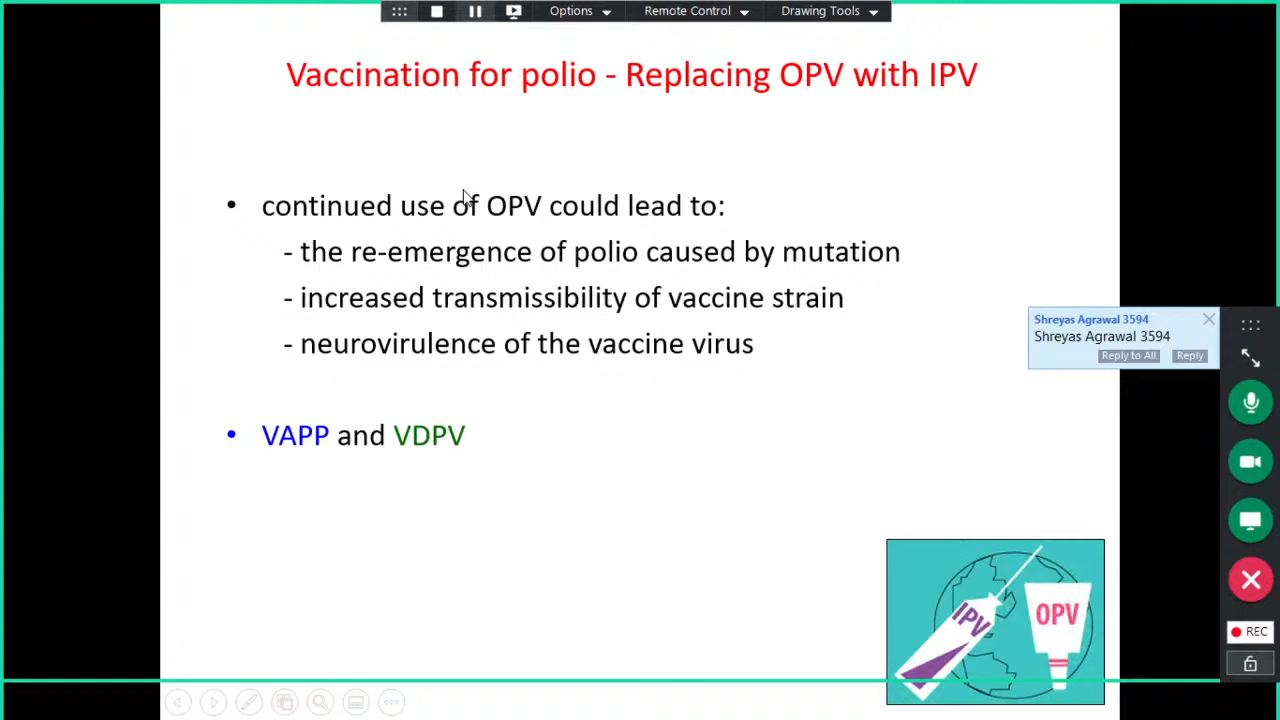 Options
Remote Control
Drawing Tools
Vaccination for polio - Replacing OPV with IPV
• continued use of OPV could lead to:
- the re-emergence of polio caused by mutation
- increased transmissibility of vaccine strain
- neurovirulence of the vaccine virus
• VAPP and VDPV
Shreyas Agrawal 3594
Shreyas Agrawal 3594
Reply to All Reply
IPV
OPV
REC